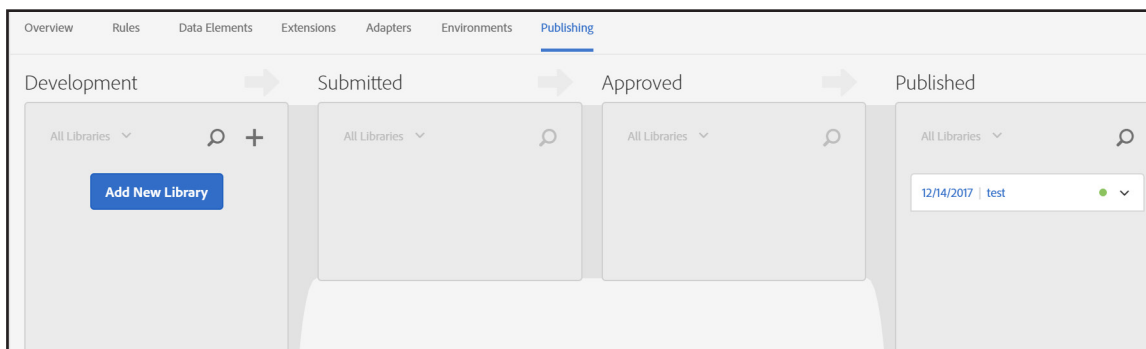 Overview Rules Data Elements Extensions Adapters Environments Publishing
Development Submitted Approved Published
All Libraries All Libraries All Libraries All Libraries
Add New Library
12/14/2017 | test